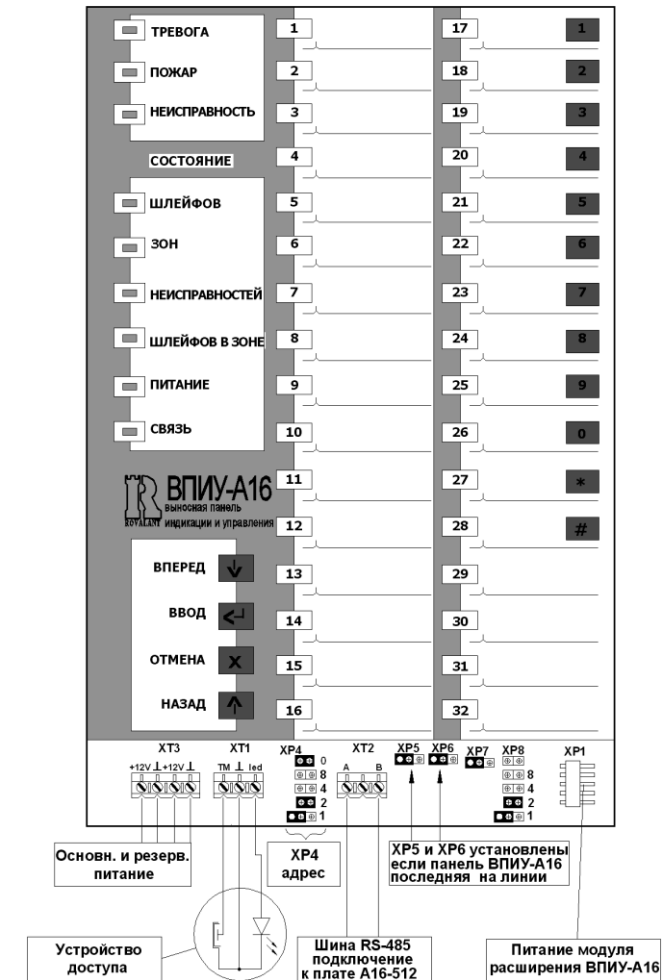 ТРЕВОГА
ПОЖАР
НЕИСПРАВНОСТЬ
СОСТОЯНИЕ
ШЛЕЙФОВ
ЗОН
НЕИСПРАВНОСТЕЙ
ШЛЕЙФОВ В ЗОНЕ
ПИТАНИЕ
СВЯЗЬ
R ВПИУ-А16
ROVALANT
выносная панель
индикации и управления
ВПЕРЕД
ВВОД
ОТМЕНА X
НАЗАД
1
2
3
4
5
6
7
8
9
10
11
12
13
14
15
16
17
18
19
20
21
22
23
24
25
26
27
28
29
30
31
32
1
2
3
4
5
6
7
8
9
0
*
#
XT3
+12V ⊥ +12V ⊥
XT1
TM ⊥ led
XP4
0
8
4
2
1
XT2
A B
XP5
XP6
XP7
XP8
8
4
2
1
XP1
Основн. и резерв.
питание
XP4
адрес
XP5 и XP6 установлены
если панель ВПИУ-А16
последняя на линии
Устройство
доступа
Шина RS-485
подключение
к плате А16-512
Питание модуля
расширения ВПИУ-А16